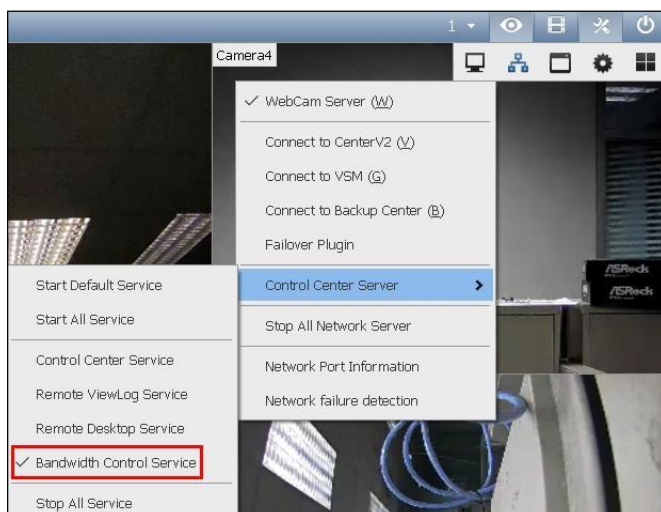 1
Camera4
WebCam Server (W)
Connect to CenterV2 (V)
Connect to VSM (G)
Connect to Backup Center (B)
Failover Plugin
Control Center Server
Stop All Network Server
Network Port Information
Network failure detection
Start Default Service
Start All Service
Control Center Service
Remote ViewLog Service
Remote Desktop Service
Bandwidth Control Service
Stop All Service
ASRock
ASRock